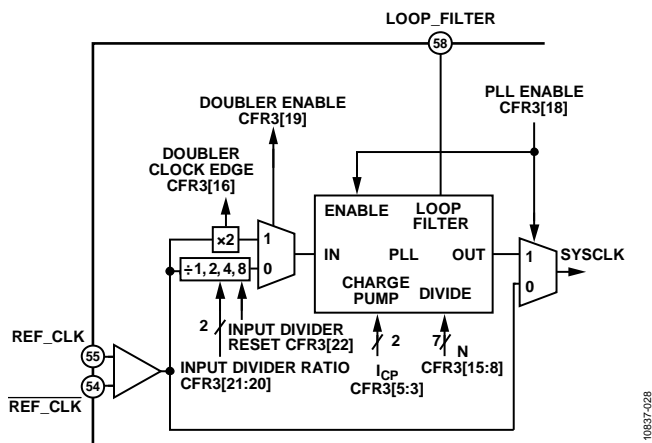 LOOP_FILTER
58
DOUBLER ENABLE
CFR3[19]
PLL ENABLE
CFR3[18]
DOUBLER
CLOCK EDGE
CFR3[16]
×2
1
0
÷1, 2, 4, 8
ENABLE
LOOP
FILTER
IN
PLL
OUT
CHARGE
PUMP
DIVIDE
1
0
SYSCLK
2
INPUT DIVIDER
RESET CFR3[22]
INPUT DIVIDER RATIO
CFR3[21:20]
2
ICP
CFR3[5:3]
7
N
CFR3[15:8]
REF_CLK
55
54
REF_CLK
10837-028